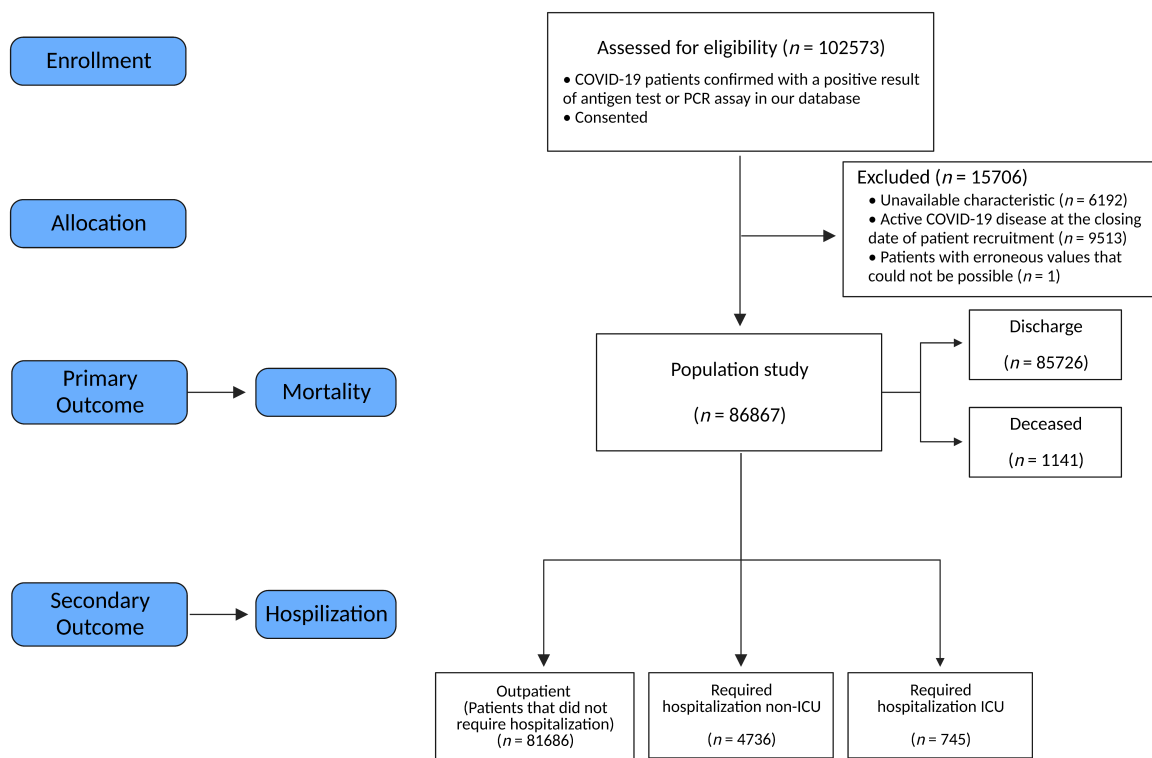 Enrollment
Assessed for eligibility (n = 102573)
• COVID-19 patients confirmed with a positive result
of antigen test or PCR assay in our database
• Consented
Allocation
Excluded (n = 15706)
• Unavailable characteristic (n = 6192)
• Active COVID-19 disease at the closing
date of patient recruitment (n = 9513)
• Patients with erroneous values that
could not be possible (n = 1)
Primary
Outcome
Mortality
Population study
(n = 86867)
Discharge
(n = 85726)
Deceased
(n = 1141)
Secondary
Outcome
Hospilization
Outpatient
(Patients that did not
require hospitalization)
(n = 81686)
Required
hospitalization non-ICU
(n = 4736)
Required
hospitalization ICU
(n = 745)